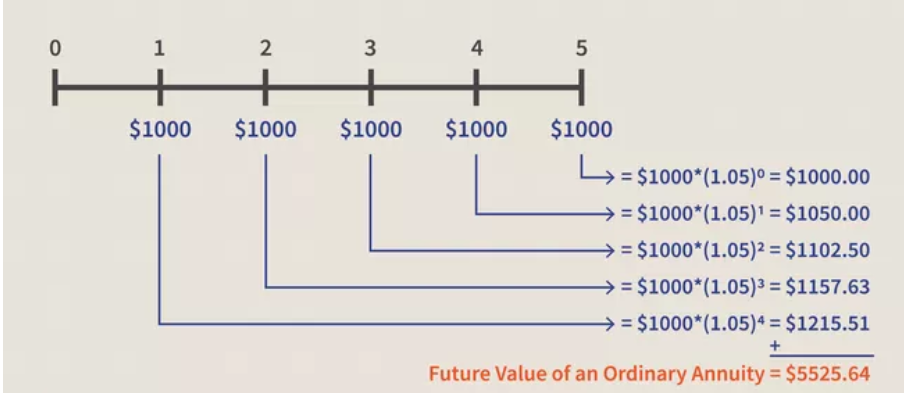 0 1 2 3 4 5
$1000 $1000 $1000 $1000 $1000
= $1000*(1.05)⁰ = $1000.00
= $1000*(1.05)¹ = $1050.00
= $1000*(1.05)² = $1102.50
= $1000*(1.05)³ = $1157.63
= $1000*(1.05)⁴ = $1215.51
+
Future Value of an Ordinary Annuity = $5525.64